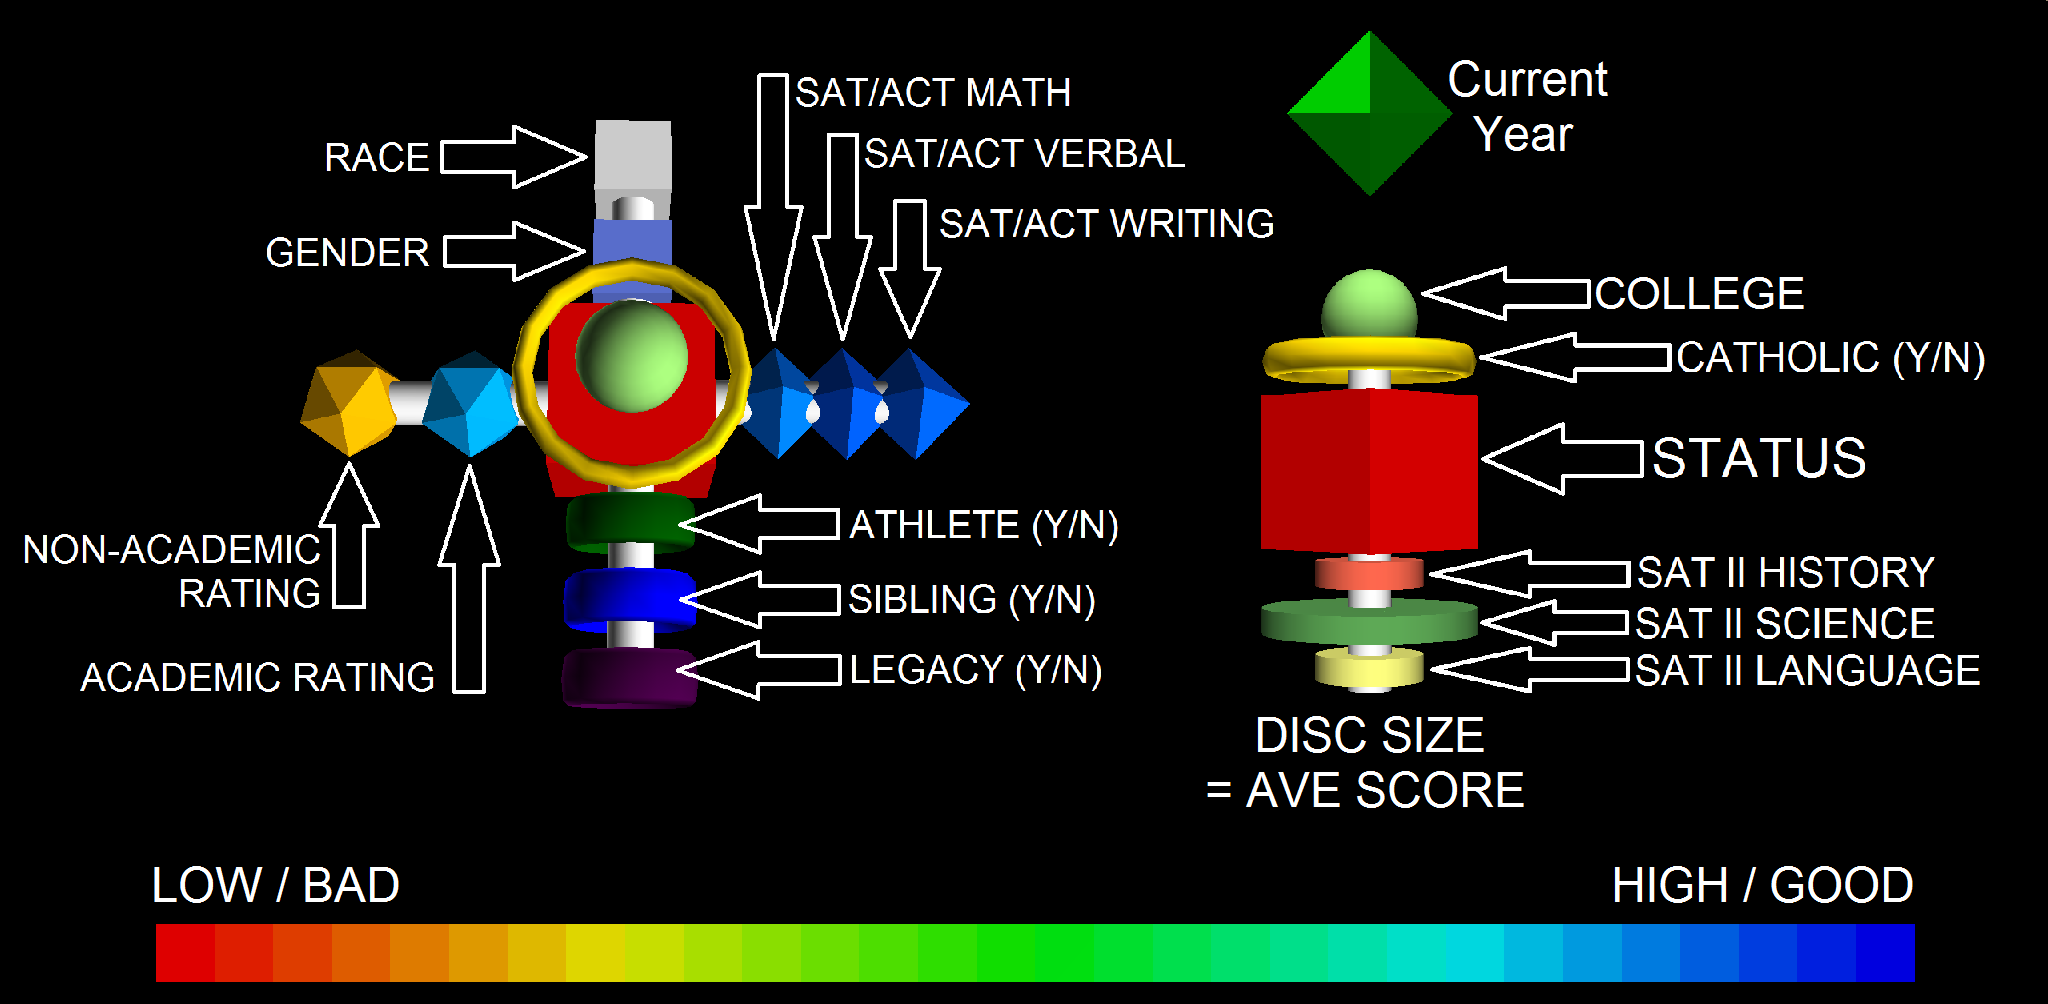 SAT/ACT MATH
SAT/ACT VERBAL
SAT/ACT WRITING
RACE
GENDER
NON-ACADEMIC
RATING
ACADEMIC RATING
ATHLETE (Y/N)
SIBLING (Y/N)
LEGACY (Y/N)
Current
Year
COLLEGE
CATHOLIC (Y/N)
STATUS
SAT II HISTORY
SAT II SCIENCE
SAT II LANGUAGE
DISC SIZE
= AVE SCORE
LOW / BAD
HIGH / GOOD